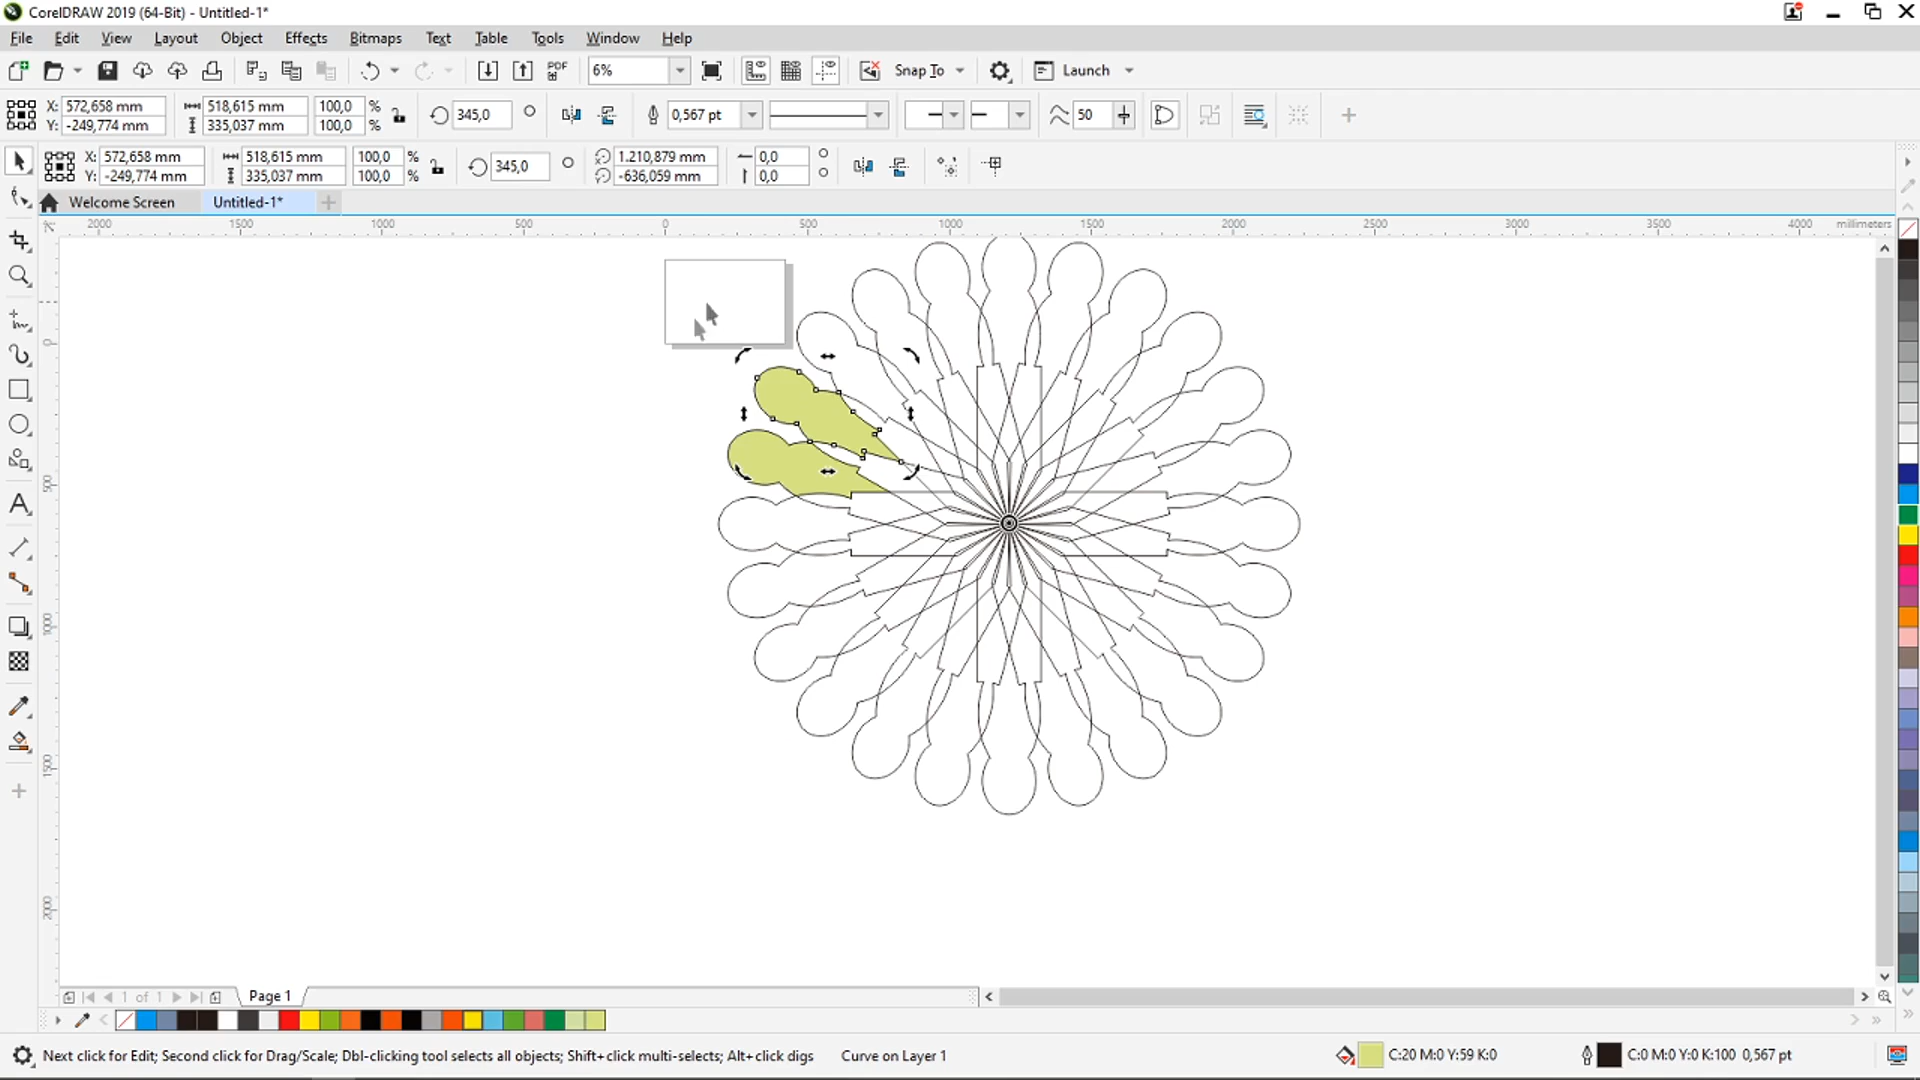 CorelDRAW 2019 (64-Bit) - Untitled-1*
File Edit View Layout Object Effects Bitmaps Text Table Tools Window Help
PDF 6% Snap To Launch
X: 572,658 mm 518,615 mm 100,0 % 345,0 ° 0,567 pt 50
Y: -249,774 mm 335,037 mm 100,0 %
X: 572,658 mm 518,615 mm 100,0 % 345,0 ° 1.210,879 mm 0,0
Y: -249,774 mm 335,037 mm 100,0 % -636,059 mm 0,0
Welcome Screen Untitled-1*
2000 1500 1000 500 0 500 1000 1500 2000 2500 3000 3500 4000 millimeters
0
500
1000
1500
2000
1 of 1 Page 1
Next click for Edit; Second click for Drag/Scale; Dbl-clicking tool selects all objects; Shift+click multi-selects; Alt+click digs Curve on Layer 1 C:20 M:0 Y:59 K:0 C:0 M:0 Y:0 K:100 0,567 pt